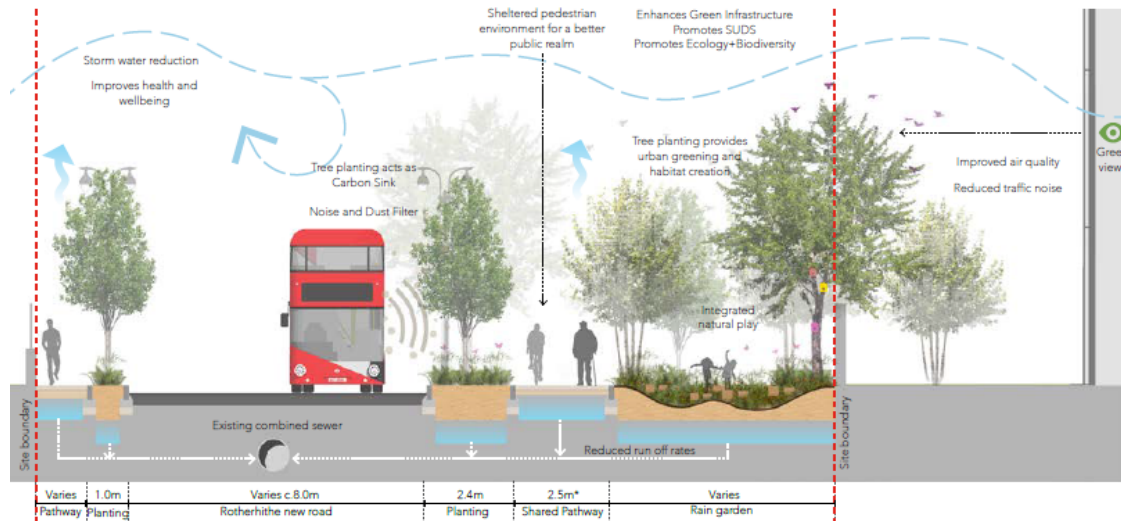 Sheltered pedestrian
environment for a better
public realm
Enhances Green Infrastructure
Promotes SUDS
Promotes Ecology+Biodiversity
Storm water reduction
Improves health and
wellbeing
Tree planting acts as
Carbon Sink
Noise and Dust Filter
Tree planting provides
urban greening and
habitat creation
Improved air quality
Reduced traffic noise
view
Integrated
natural play
Existing combined sewer
Reduced run off rates
Site boundary
Site boundary
Varies
Pathway
1.0m
Planting
Varies c.8.0m
Rotherhithe new road
2.4m
Planting
2.5m*
Shared Pathway
Varies
Rain garden